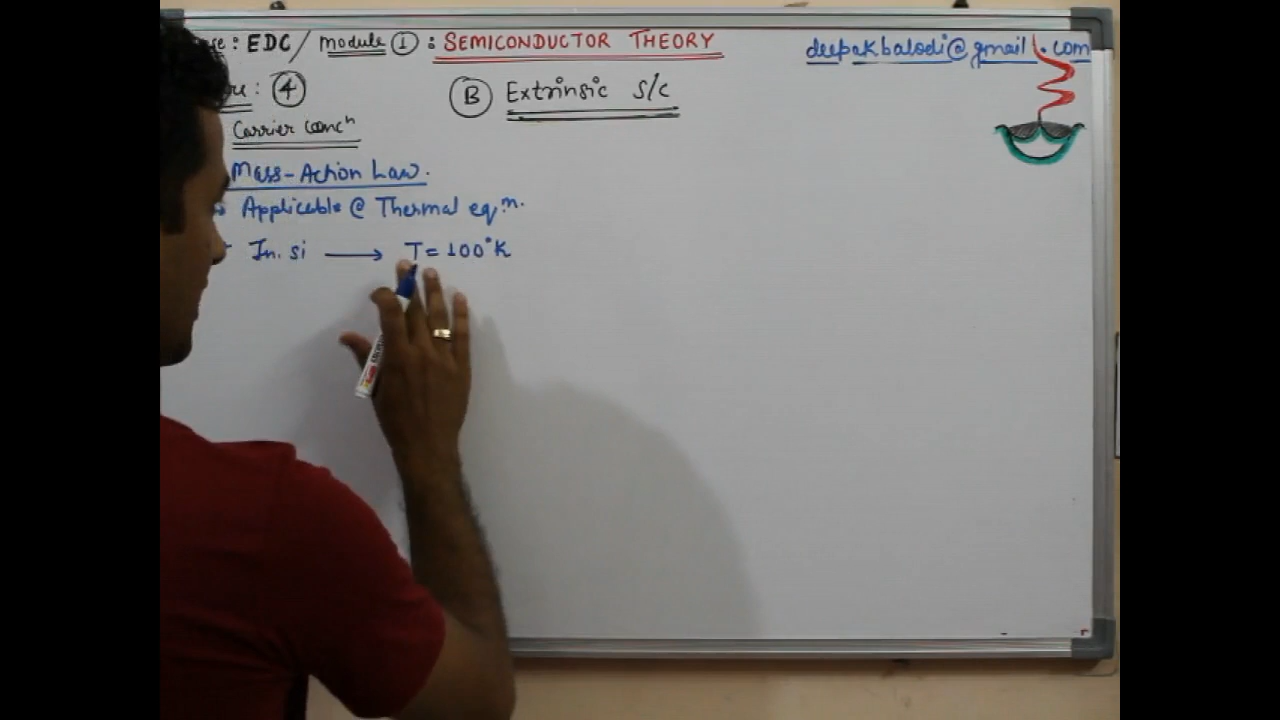 : EDC / Module ① : SEMICONDUCTOR THEORY
deepakbalodi@gmail.com
: ④
Ⓑ Extrinsic S/C
Carrier concⁿ
Mass-Action Law.
Applicable @ Thermal eqᵐ.
In. Si ⟶ T = 100°K